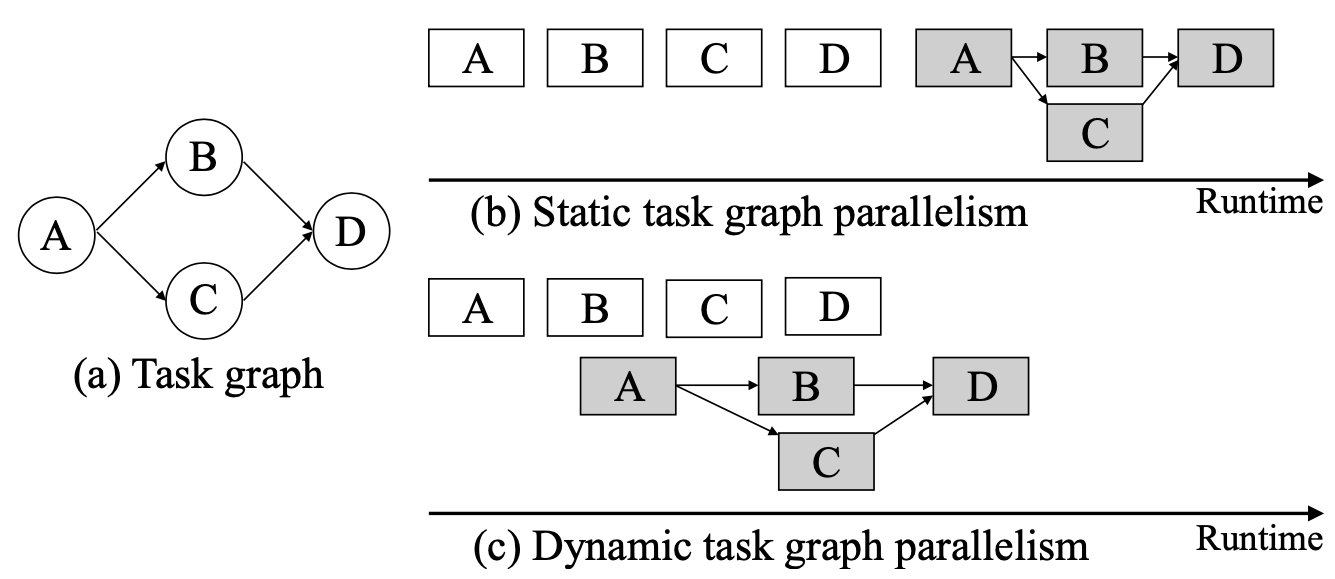 B
A
D
C
(a) Task graph
A B C D A B D
C
Runtime
(b) Static task graph parallelism
A B C D
A B D
C
Runtime
(c) Dynamic task graph parallelism